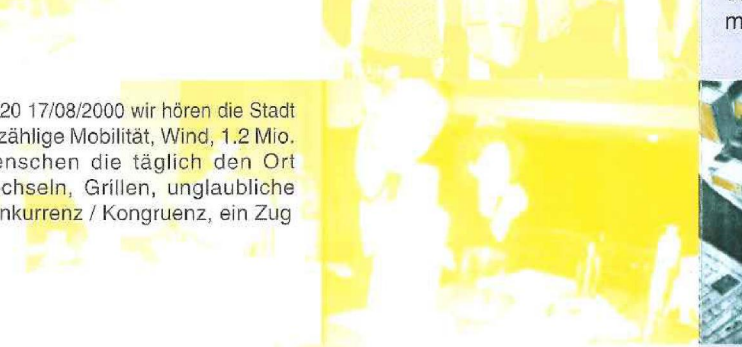 20 17/08/2000 wir hören die Stadt
zählige Mobilität, Wind, 1.2 Mio.
enschen die täglich den Ort
chseln, Grillen, unglaubliche
nkurrenz / Kongruenz, ein Zug
m